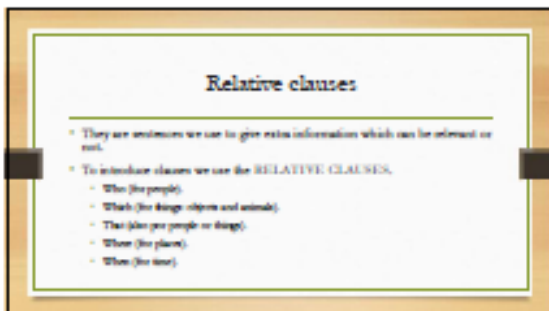 Relative clauses
They are sentences we use to give extra information which can be relevant or
not.
To introduce clauses we use the RELATIVE CLAUSES.
Who (for people).
Which (for things: objects and animals).
That (also for people or things).
Where (for places).
When (for time).